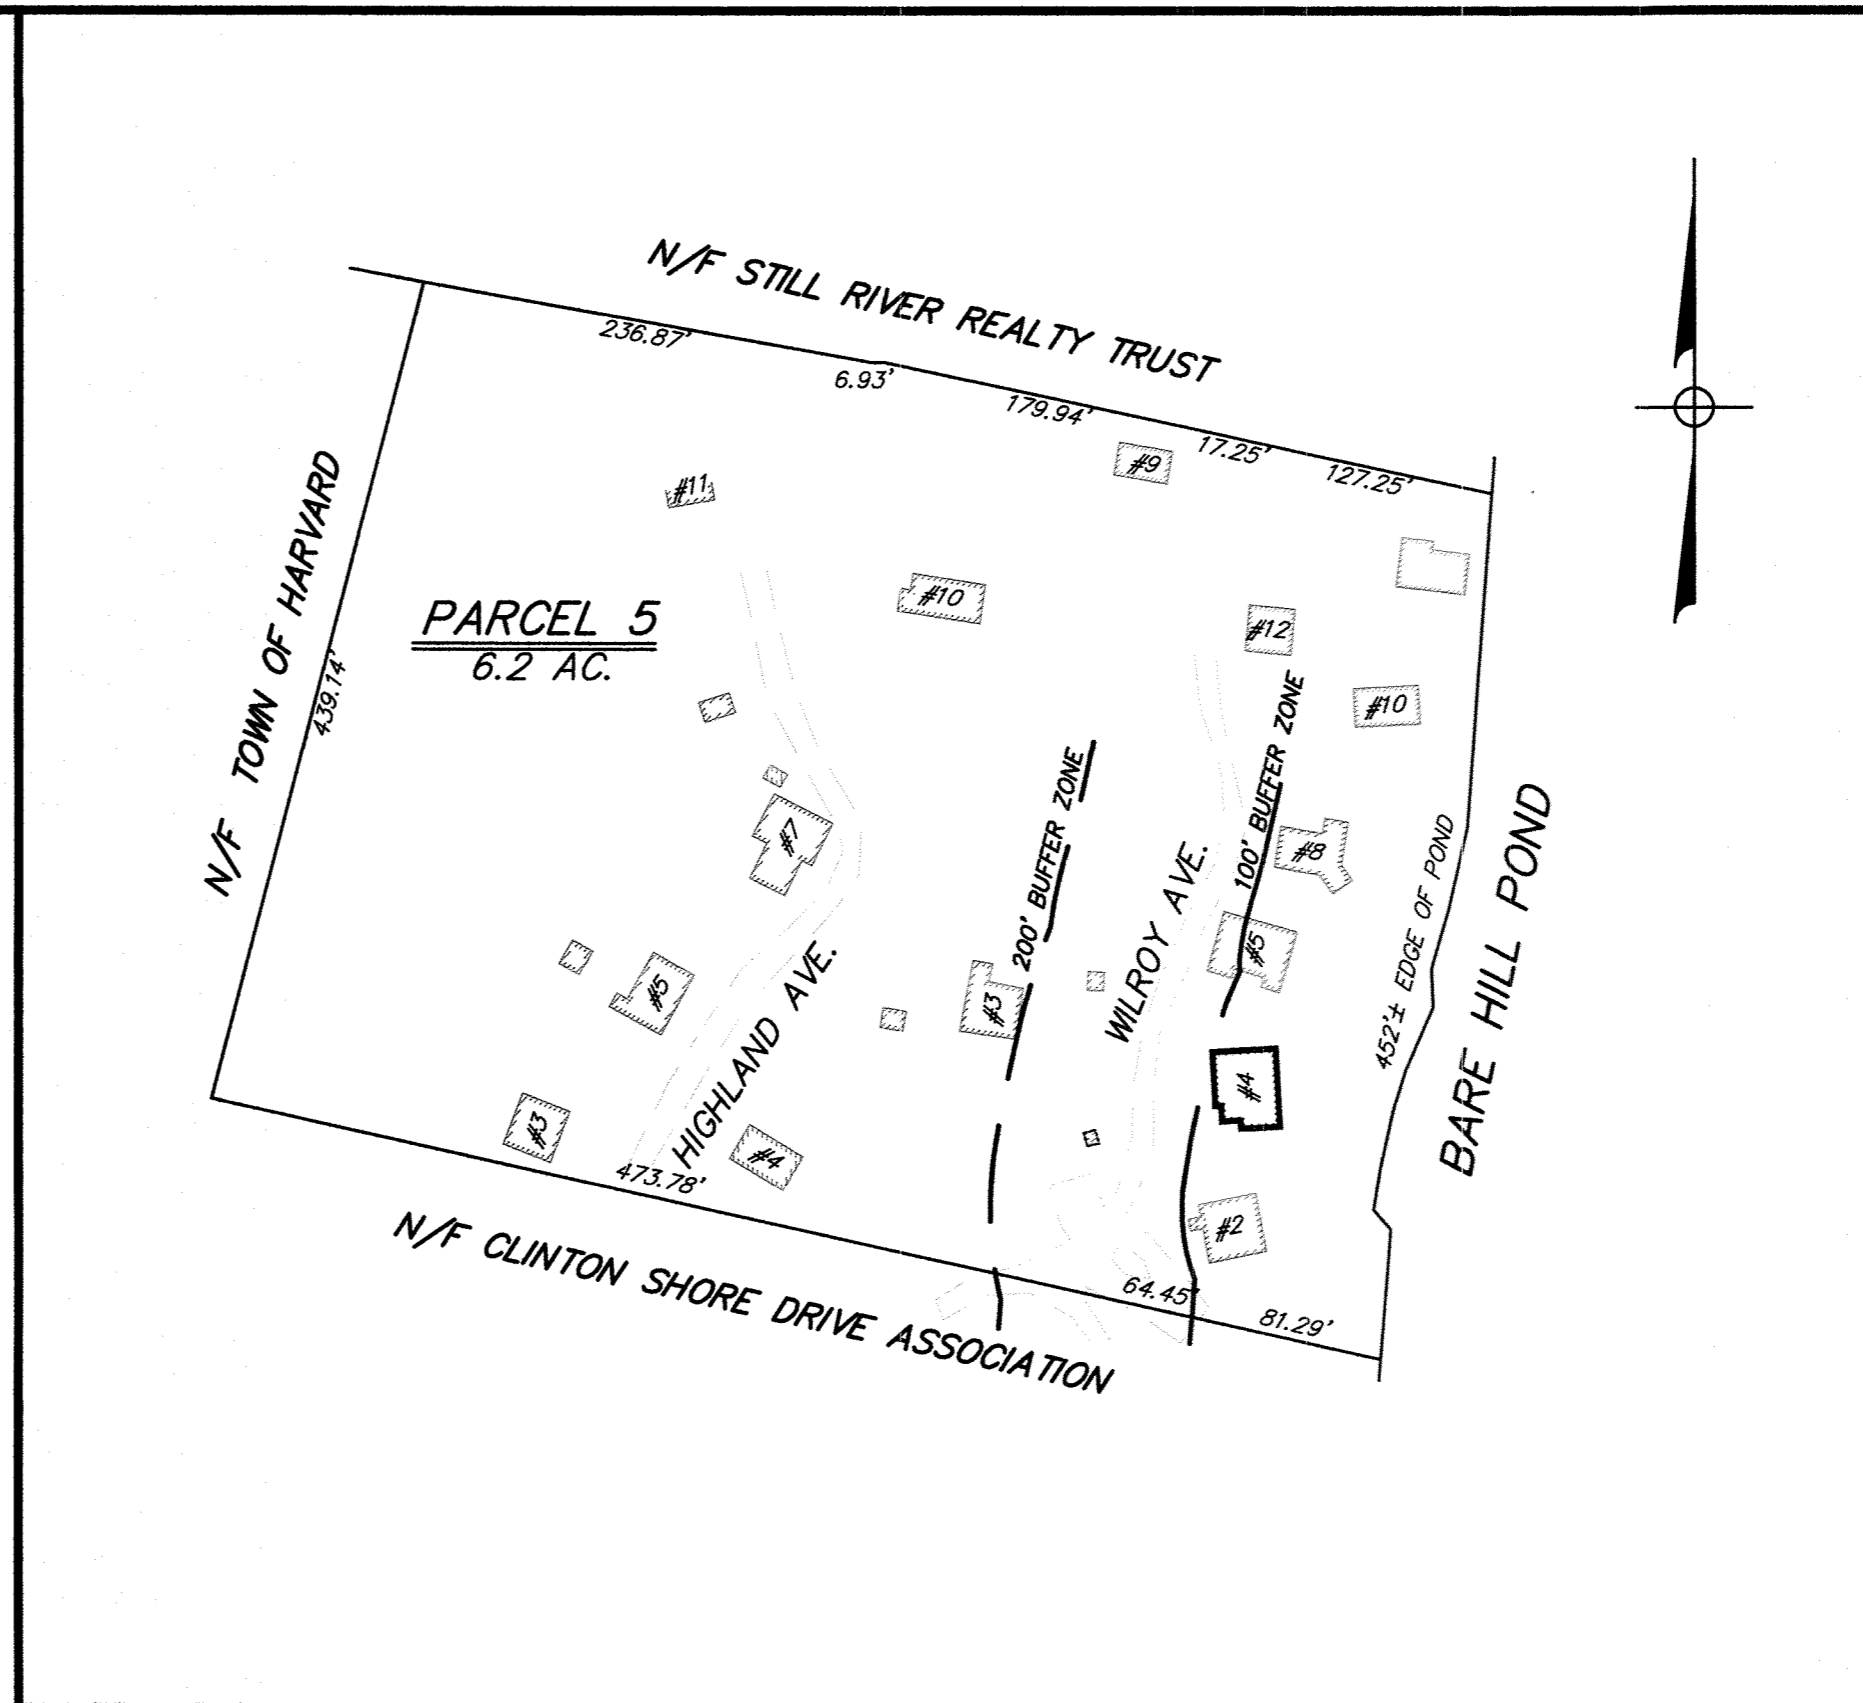 N/F STILL RIVER REALTY TRUST
236.87'
6.93'
179.94'
17.25'
127.25'
N/F TOWN OF HARVARD
439.14'
#11
#9
PARCEL 5
6.2 AC.
#10
#12
#10
200' BUFFER ZONE
100' BUFFER ZONE
#7
#8
WILROY AVE.
452'± EDGE OF POND
BARE HILL POND
#5
#5
#3
HIGHLAND AVE.
#4
#3
#4
#2
473.78'
64.45'
81.29'
N/F CLINTON SHORE DRIVE ASSOCIATION